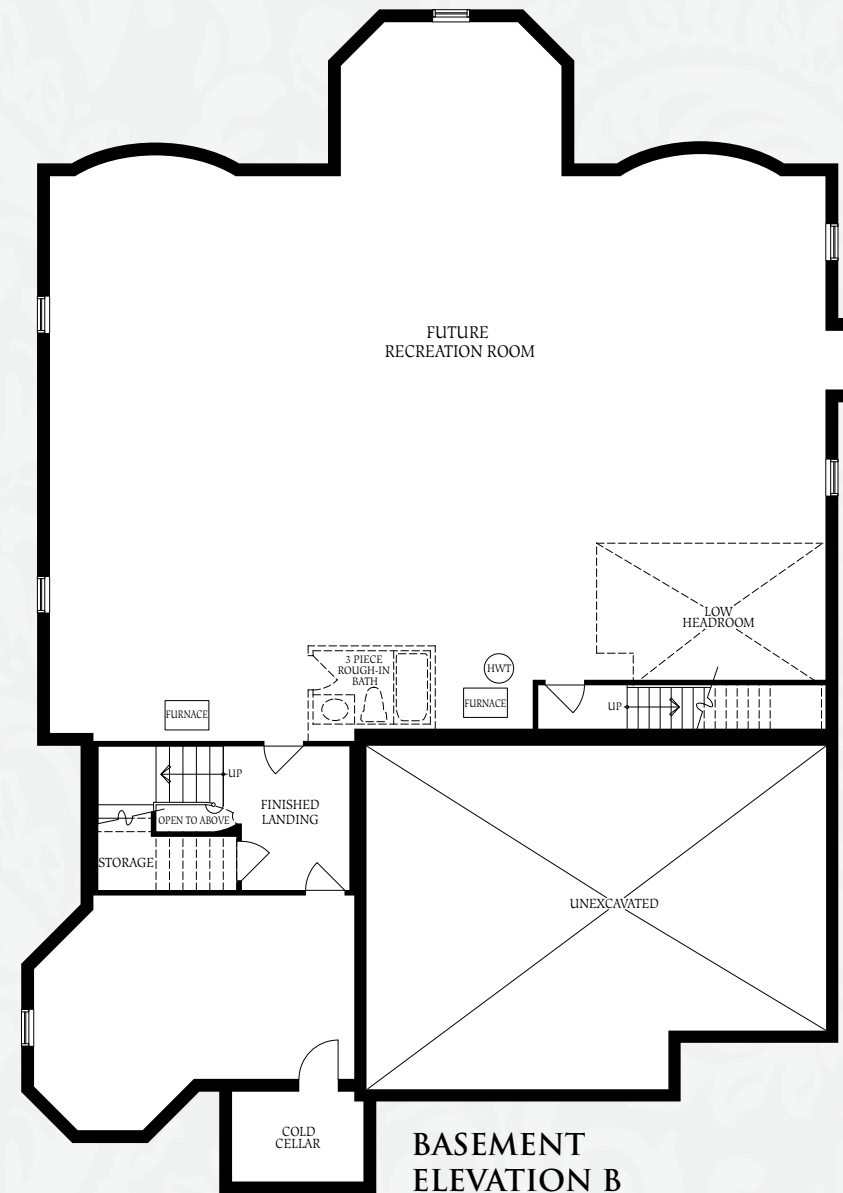 FUTURE
RECREATION ROOM
LOW
HEADROOM
3 PIECE
ROUGH-IN
BATH
HWT
FURNACE
FURNACE
UP
UP
FINISHED
LANDING
OPEN TO ABOVE
STORAGE
UNEXCAVATED
COLD
CELLAR
BASEMENT
ELEVATION B